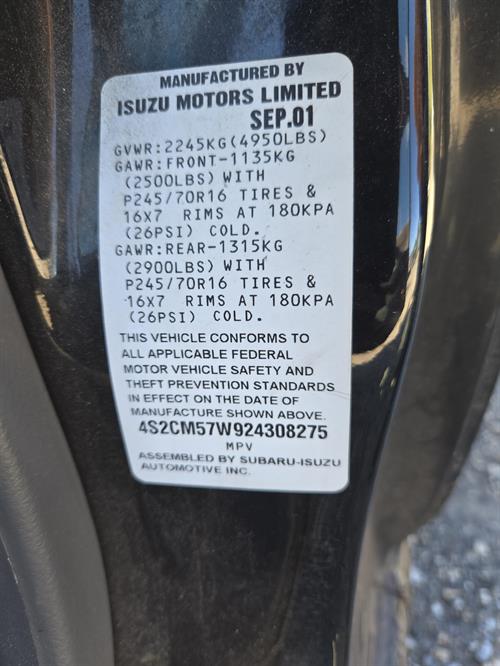 MANUFACTURED BY
ISUZU MOTORS LIMITED
SEP.01
GVWR:2245KG(4950LBS)
GAWR:FRONT-1135KG
(2500LBS) WITH
P245/70R16 TIRES &
16X7 RIMS AT 180KPA
(26PSI) COLD.
GAWR:REAR-1315KG
(2900LBS) WITH
P245/70R16 TIRES &
16X7 RIMS AT 180KPA
(26PSI) COLD.
THIS VEHICLE CONFORMS TO
ALL APPLICABLE FEDERAL
MOTOR VEHICLE SAFETY AND
THEFT PREVENTION STANDARDS
IN EFFECT ON THE DATE OF
MANUFACTURE SHOWN ABOVE.
4S2CM57W924308275
MPV
ASSEMBLED BY SUBARU-ISUZU
AUTOMOTIVE INC.